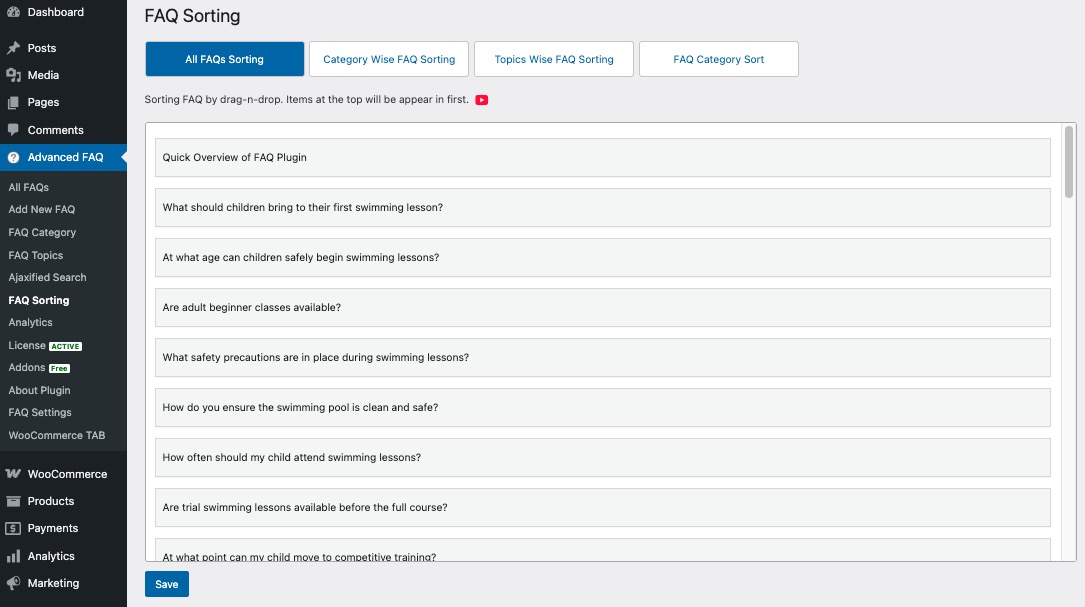 Dashboard
Posts
Media
Pages
Comments
Advanced FAQ
All FAQs
Add New FAQ
FAQ Category
FAQ Topics
Ajaxified Search
FAQ Sorting
Analytics
License ACTIVE
Addons Free
About Plugin
FAQ Settings
WooCommerce TAB
WooCommerce
Products
Payments
Analytics
Marketing
FAQ Sorting
All FAQs Sorting
Category Wise FAQ Sorting
Topics Wise FAQ Sorting
FAQ Category Sort
Sorting FAQ by drag-n-drop. Items at the top will be appear in first.
Quick Overview of FAQ Plugin
What should children bring to their first swimming lesson?
At what age can children safely begin swimming lessons?
Are adult beginner classes available?
What safety precautions are in place during swimming lessons?
How do you ensure the swimming pool is clean and safe?
How often should my child attend swimming lessons?
Are trial swimming lessons available before the full course?
At what point can my child move to competitive training?
Save